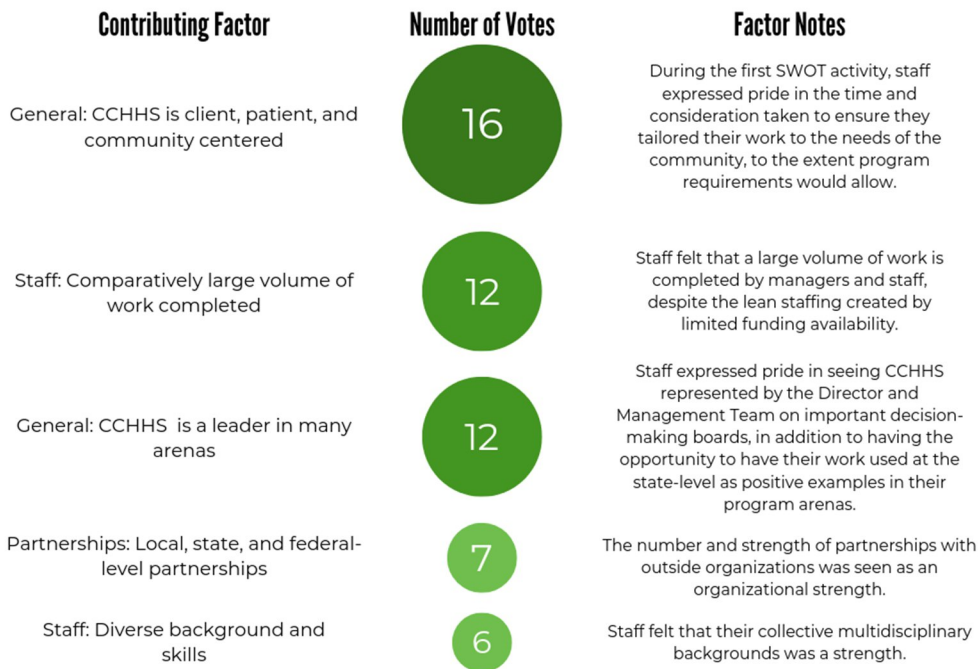 Contributing Factor
Number of Votes
Factor Notes
General: CCHHS is client, patient, and
community centered
16
During the first SWOT activity, staff
expressed pride in the time and
consideration taken to ensure they
tailored their work to the needs of the
community, to the extent program
requirements would allow.
Staff: Comparatively large volume of
work completed
12
Staff felt that a large volume of work is
completed by managers and staff,
despite the lean staffing created by
limited funding availability.
General: CCHHS is a leader in many
arenas
12
Staff expressed pride in seeing CCHHS
represented by the Director and
Management Team on important decision-
making boards, in addition to having the
opportunity to have their work used at the
state-level as positive examples in their
program arenas.
Partnerships: Local, state, and federal-
level partnerships
7
The number and strength of partnerships with
outside organizations was seen as an
organizational strength.
Staff: Diverse background and
skills
6
Staff felt that their collective multidisciplinary
backgrounds was a strength.